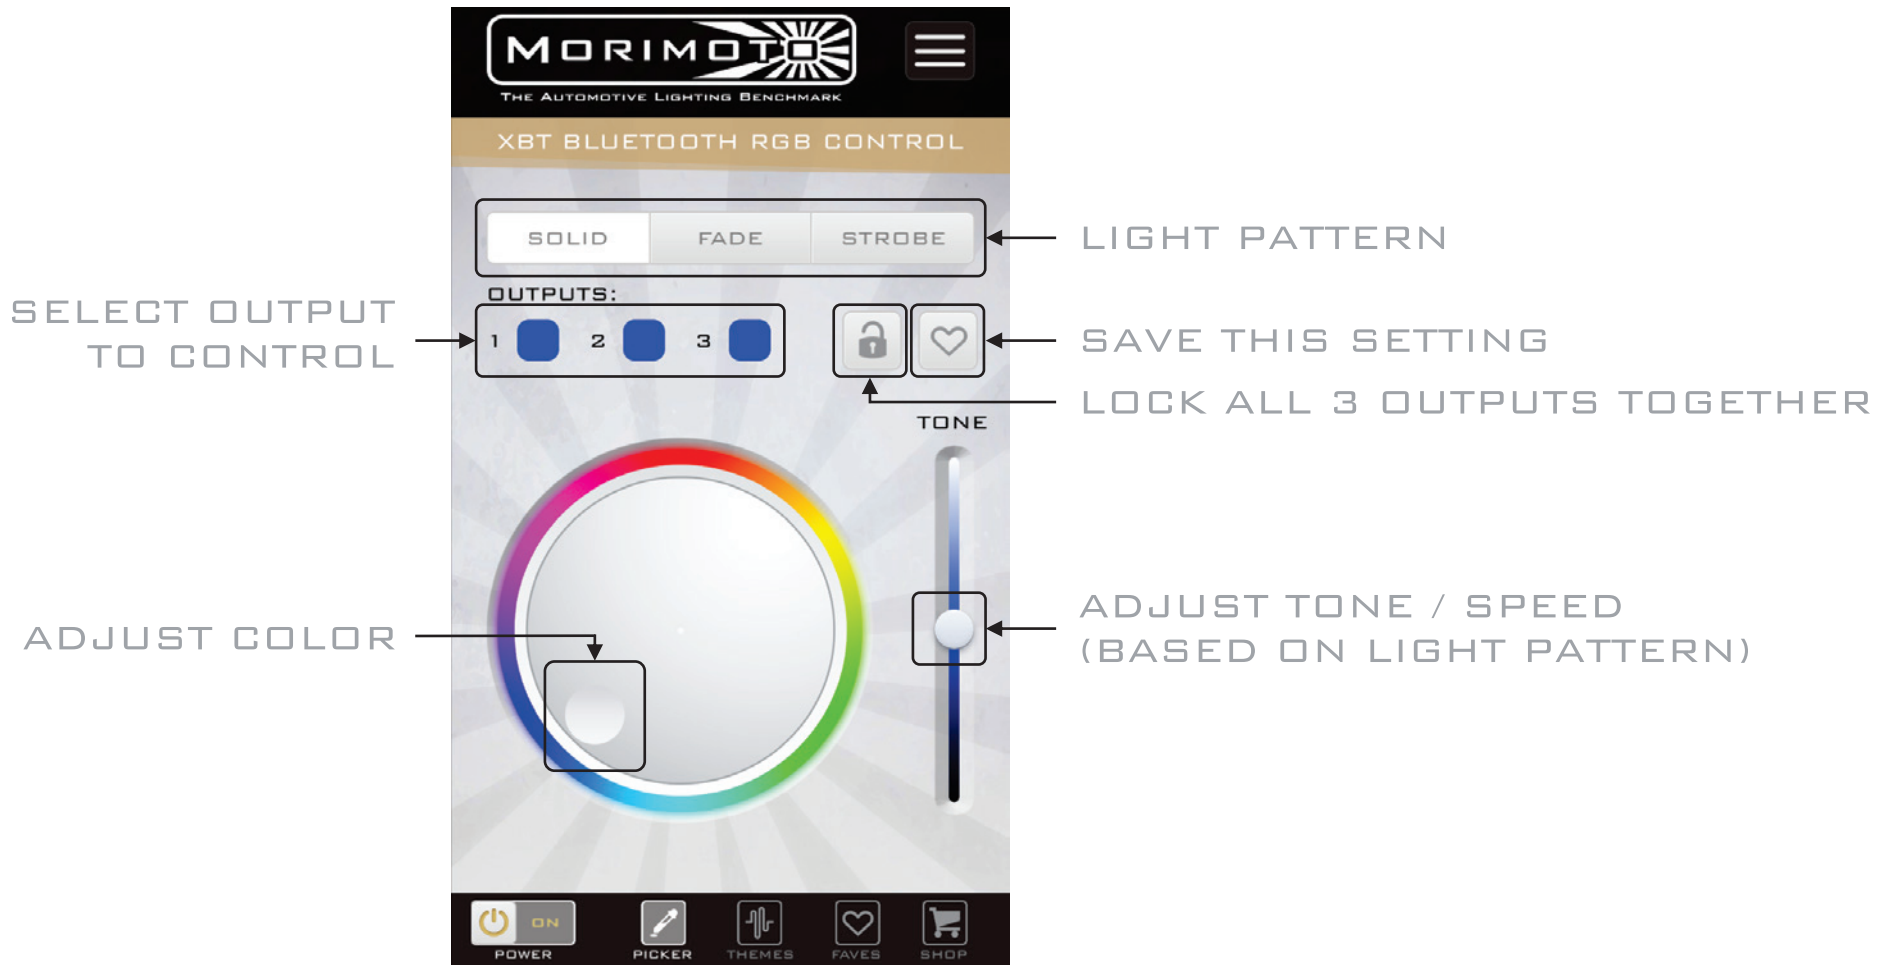 MORIMOTO
THE AUTOMOTIVE LIGHTING BENCHMARK
XBT BLUETOOTH RGB CONTROL
SOLID FADE STROBE
LIGHT PATTERN
OUTPUTS:
1 2 3
SELECT OUTPUT
TO CONTROL
SAVE THIS SETTING
LOCK ALL 3 OUTPUTS TOGETHER
TONE
ADJUST COLOR
ADJUST TONE / SPEED
(BASED ON LIGHT PATTERN)
ON
POWER PICKER THEMES FAVES SHOP